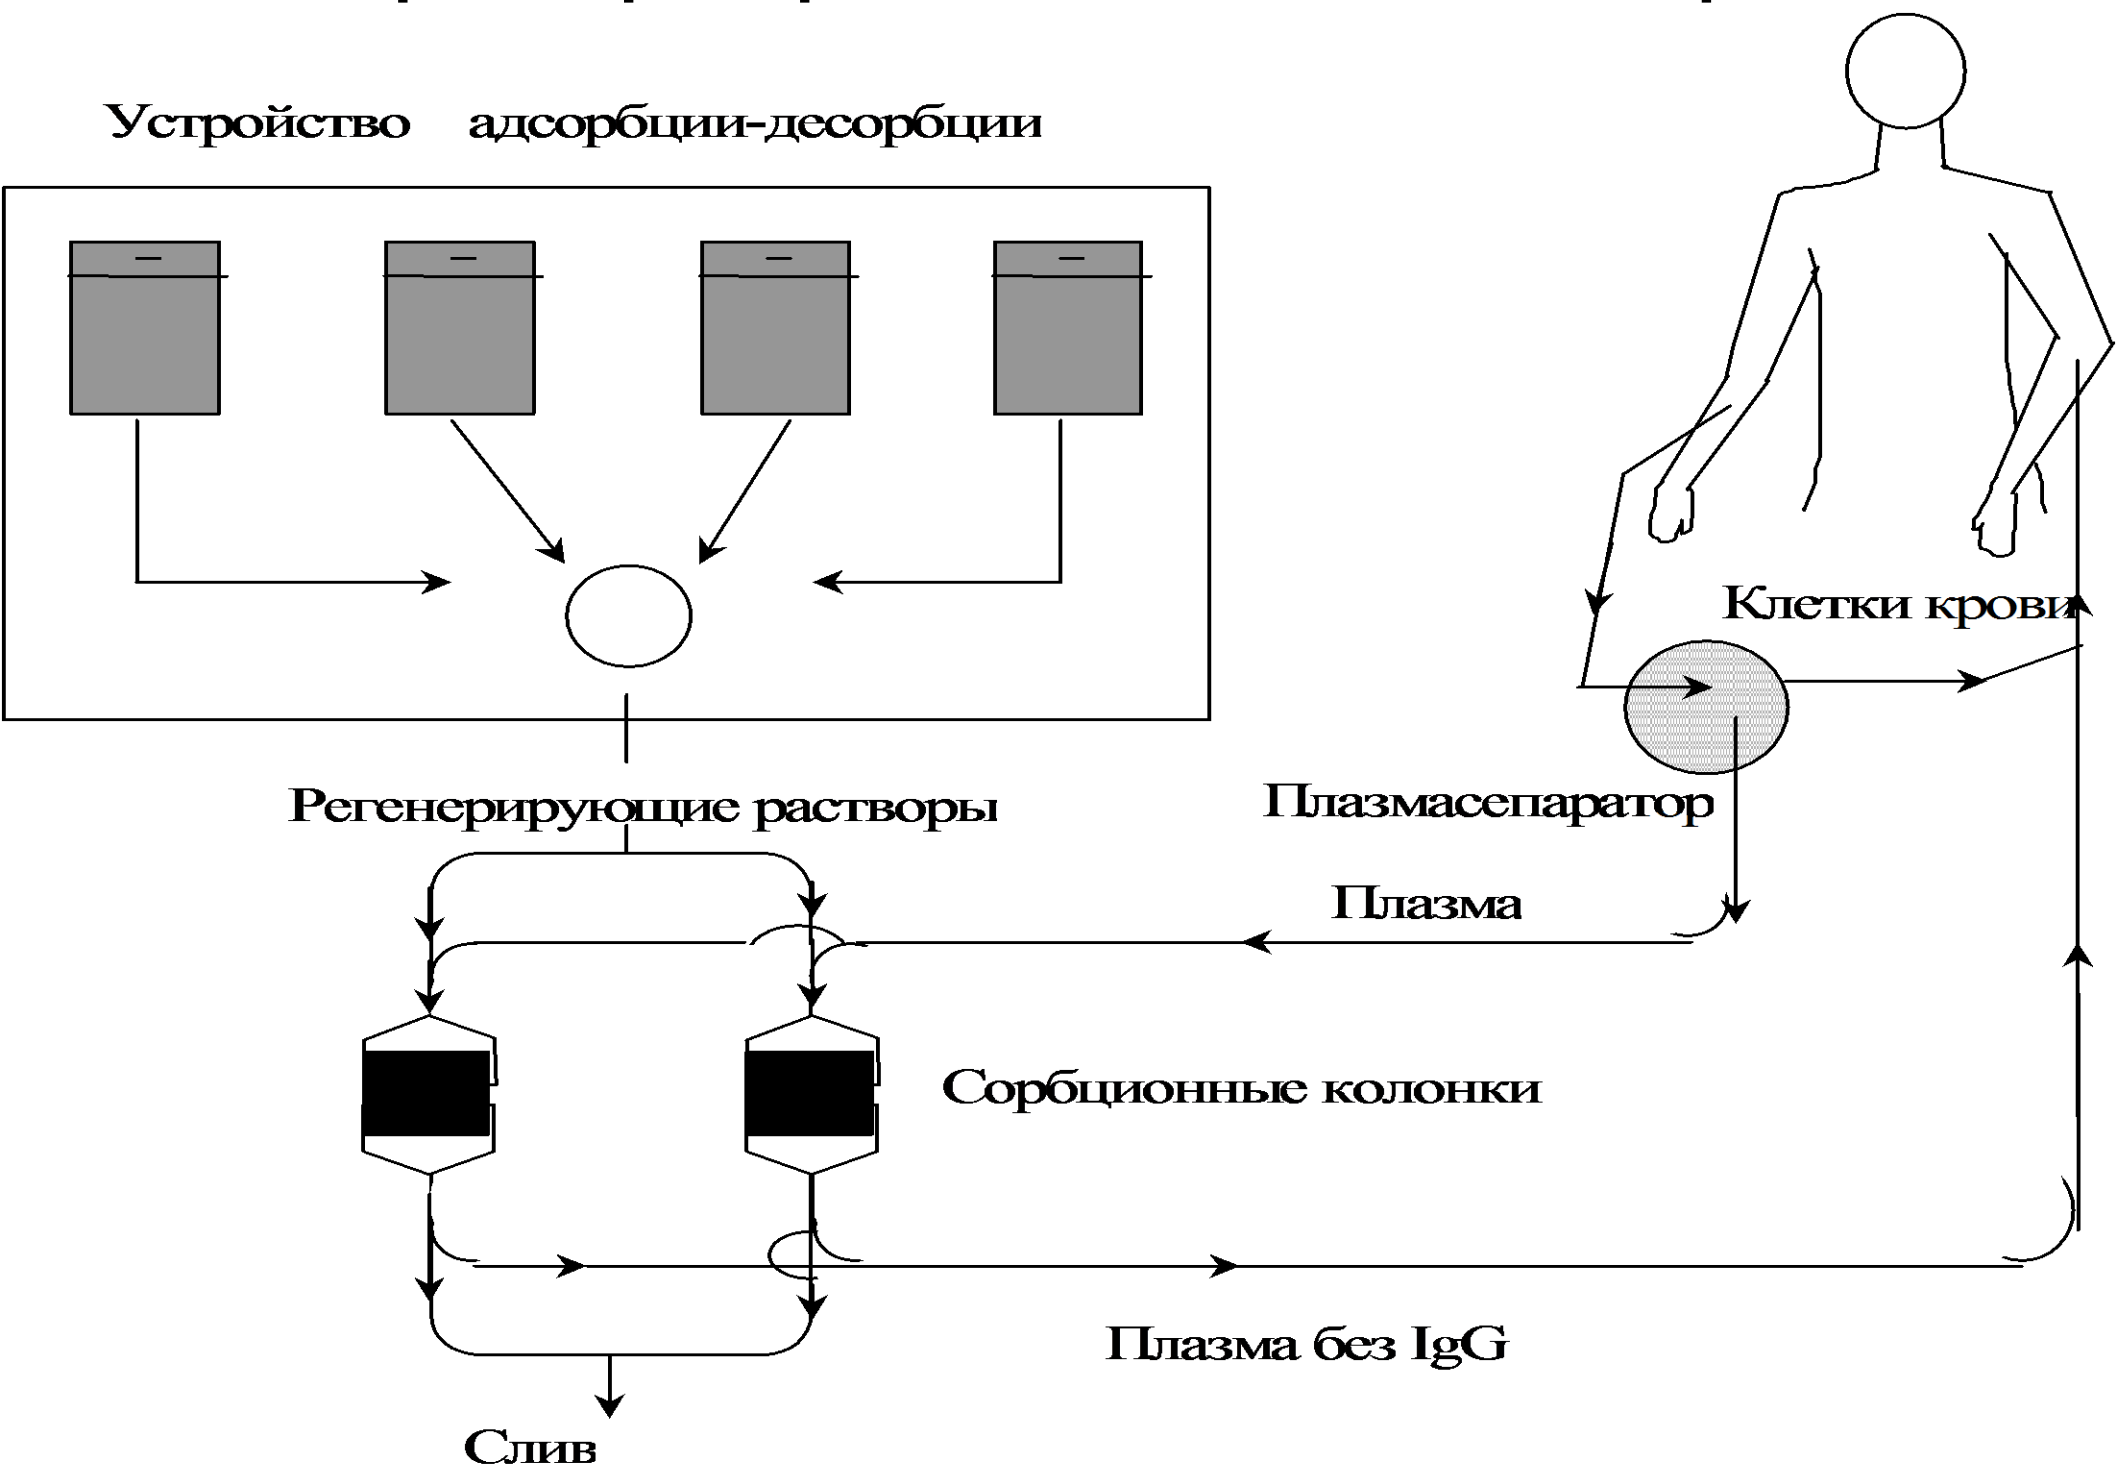 Устройство адсорбции-десорбции
Клетки крови
Регенерирующие растворы
Плазмасепаратор
Плазма
Сорбционные колонки
Плазма без IgG
Слив